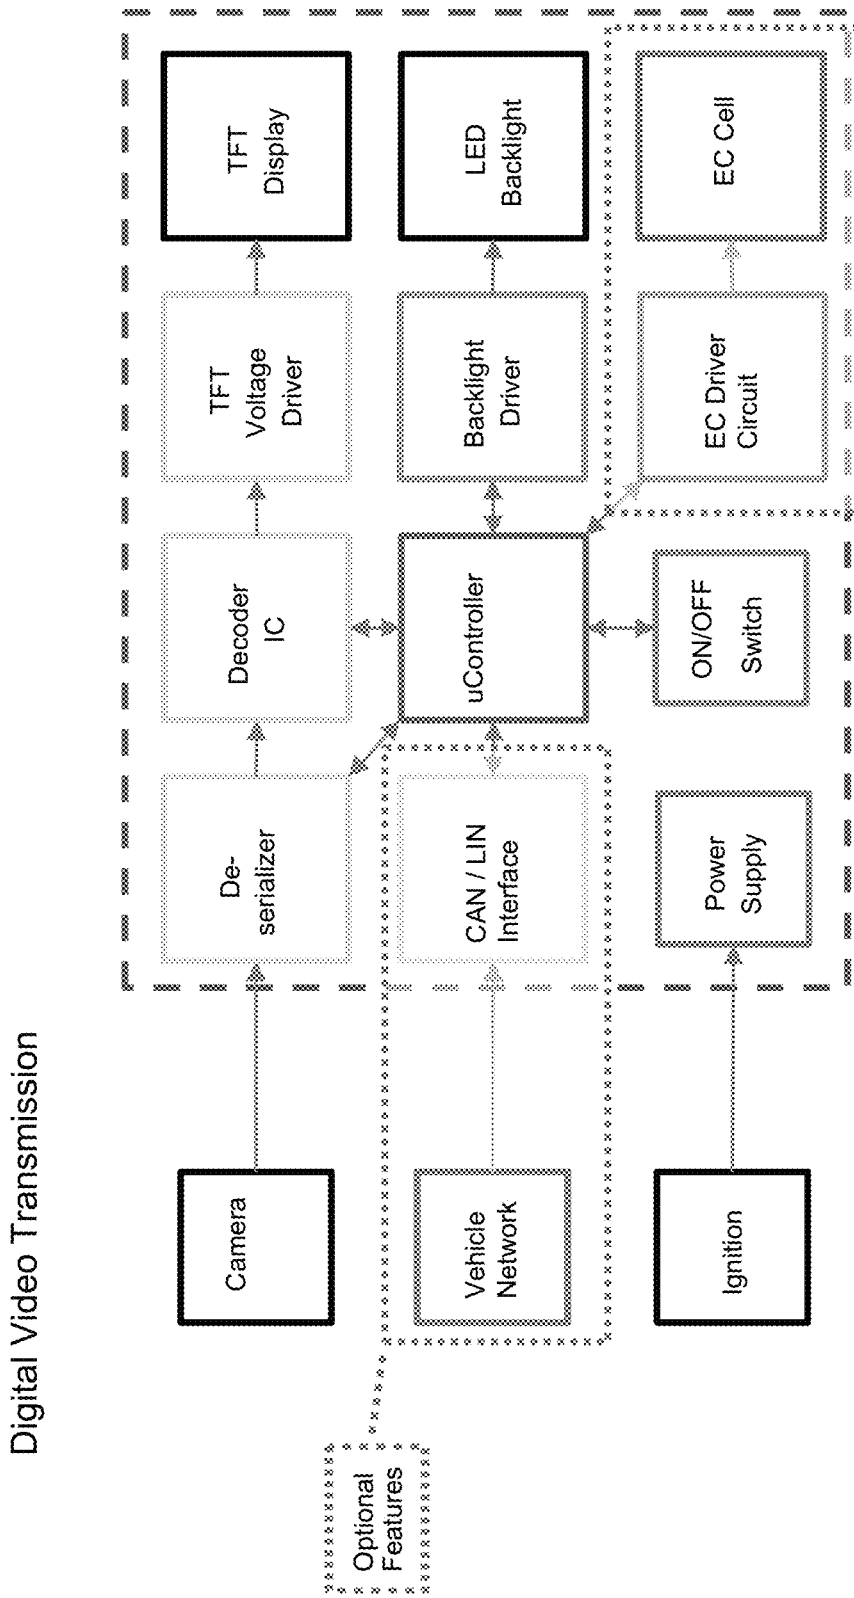 Digital Video Transmission
Camera
De-
serializer
Decoder
IC
TFT
Voltage
Driver
TFT
Display
Optional
Features
Vehicle
Network
CAN / LIN
Interface
uController
Backlight
Driver
LED
Backlight
Ignition
Power
Supply
ON/OFF
Switch
EC Driver
Circuit
EC Cell